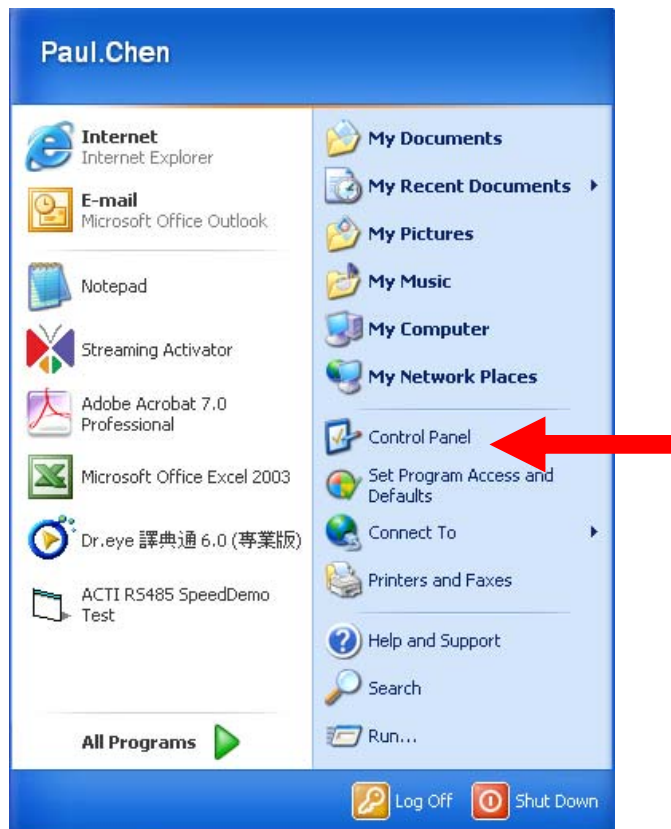 Paul.Chen
Internet
Internet Explorer
E-mail
Microsoft Office Outlook
Notepad
Streaming Activator
Adobe Acrobat 7.0
Professional
Microsoft Office Excel 2003
Dr.eye 譯典通 6.0 (專業版)
ACTI RS485 SpeedDemo
Test
All Programs
My Documents
My Recent Documents
My Pictures
My Music
My Computer
My Network Places
Control Panel
Set Program Access and
Defaults
Connect To
Printers and Faxes
Help and Support
Search
Run...
Log Off
Shut Down